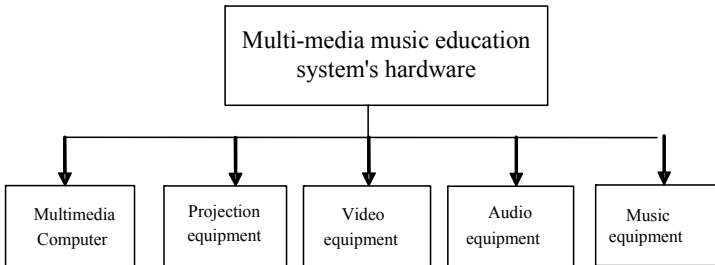 Multi-media music education
system's hardware
Multimedia
Computer
Projection
equipment
Video
equipment
Audio
equipment
Music
equipment